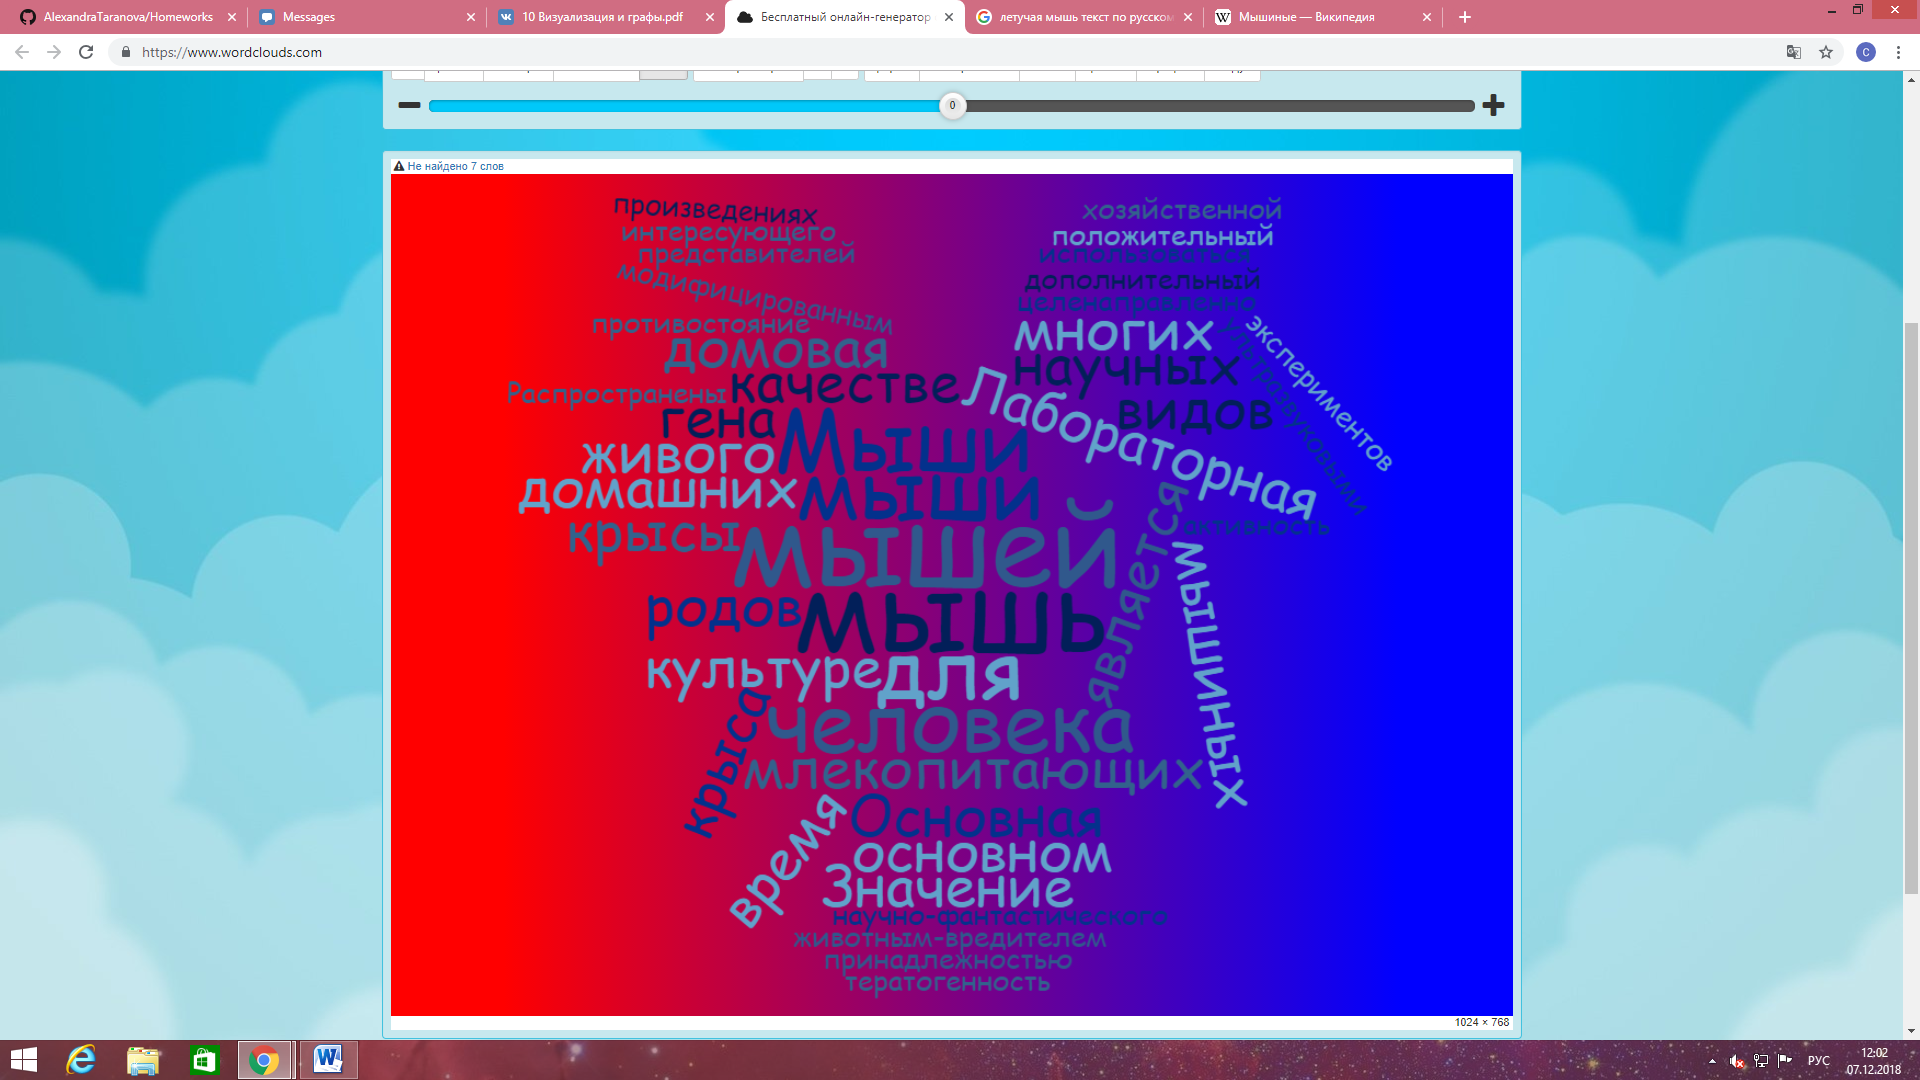 AlexandraTaranova/Homeworks
Messages
10 Визуализация и графы.pdf
Бесплатный онлайн-генератор
летучая мышь текст по русском
Мышиные — Википедия
https://www.wordclouds.com
С
0
Не найдено 7 слов
произведениях
интересующего
представителей
модифицированным
противостояние
домовая
Распространены
качестве
гена
живого
Мыши
домашних
мыши
крысы
мышей
родов
мышь
культуре
для
крыса
человека
млекопитающих
время
Основная
основном
Значение
научно-фантастического
животным-вредителем
принадлежностью
тератогенность
хозяйственной
положительный
использоваться
дополнительный
целенаправленно
многих
научных
видов
Лабораторная
экспериментов
ультразвуковыми
активность
является
мышиных
1024 × 768
РУС
12:02
07.12.2018